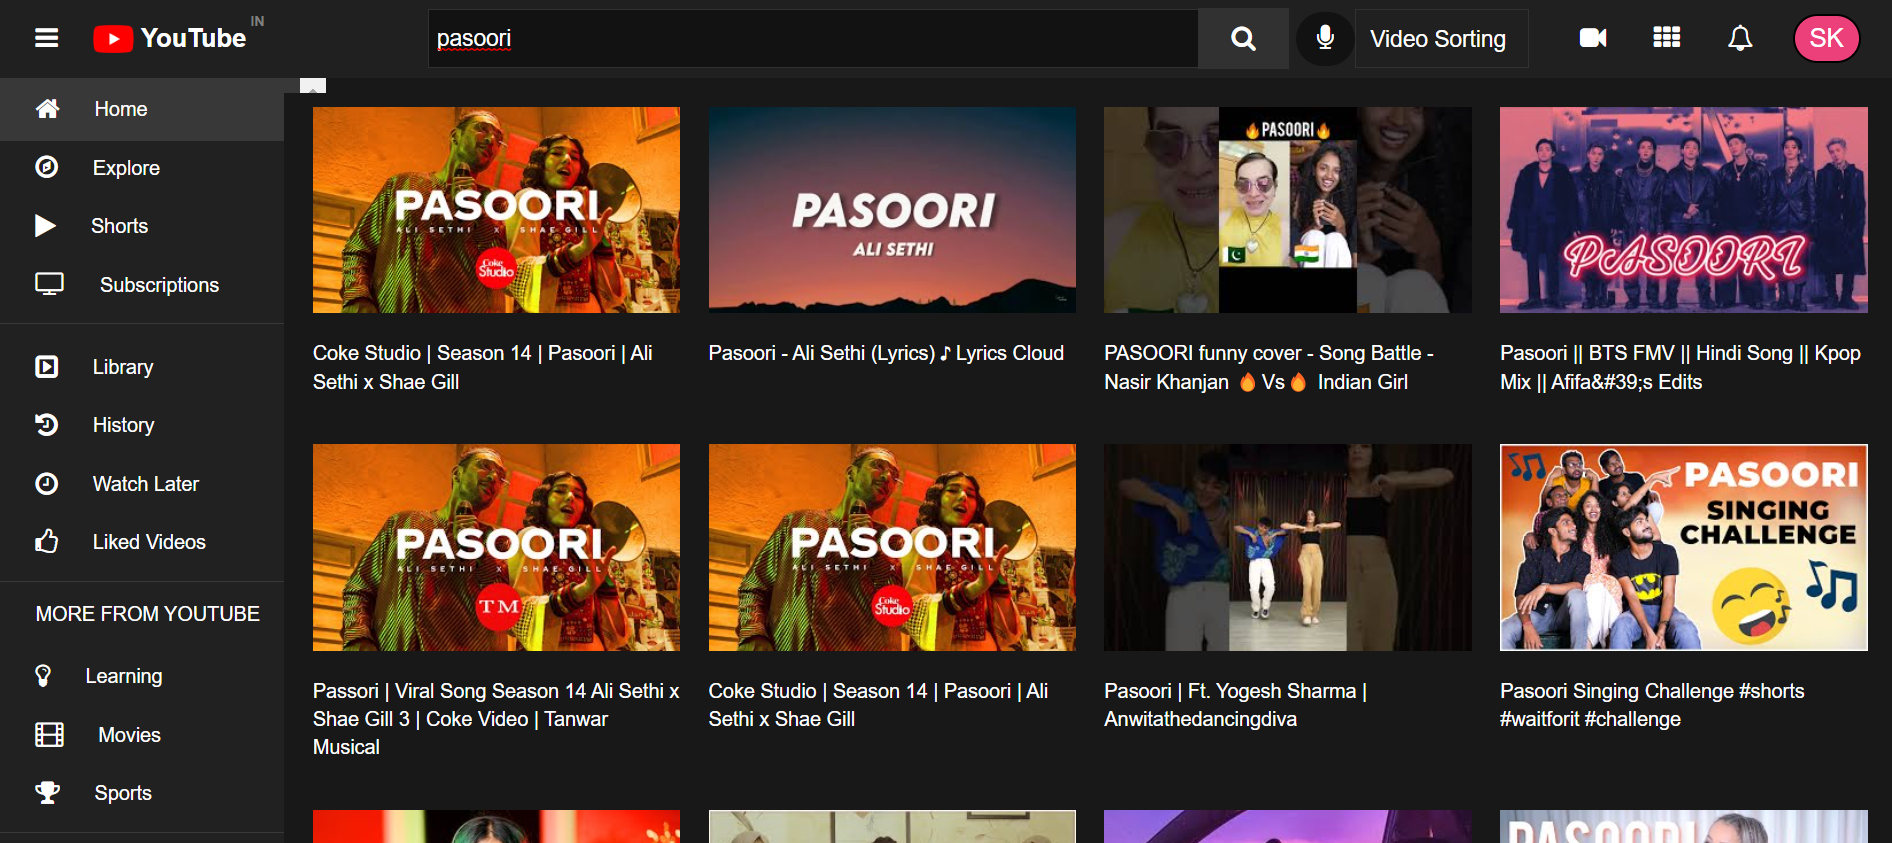 YouTube IN
pasoori
Video Sorting
SK
Home
Explore
Shorts
Subscriptions
Library
History
Watch Later
Liked Videos
MORE FROM YOUTUBE
Learning
Movies
Sports
PASOORI
ALI SETHI X SHAE GILL
Coke
Studio
Coke Studio | Season 14 | Pasoori | Ali
Sethi x Shae Gill
PASOORI
ALI SETHI
Pasoori - Ali Sethi (Lyrics) ♪ Lyrics Cloud
🔥PASOORI🔥
PASOORI funny cover - Song Battle -
Nasir Khanjan 🔥Vs🔥 Indian Girl
PASOORI
Pasoori || BTS FMV || Hindi Song || Kpop
Mix || Afifa&#39;s Edits
PASOORI
ALI SETHI X SHAE GILL
TM
Passori | Viral Song Season 14 Ali Sethi x
Shae Gill 3 | Coke Video | Tanwar
Musical
PASOORI
ALI SETHI X SHAE GILL
Coke
Studio
Coke Studio | Season 14 | Pasoori | Ali
Sethi x Shae Gill
Pasoori | Ft. Yogesh Sharma |
Anwitathedancingdiva
PASOORI
SINGING
CHALLENGE
Pasoori Singing Challenge #shorts
#waitforit #challenge
PASOORI